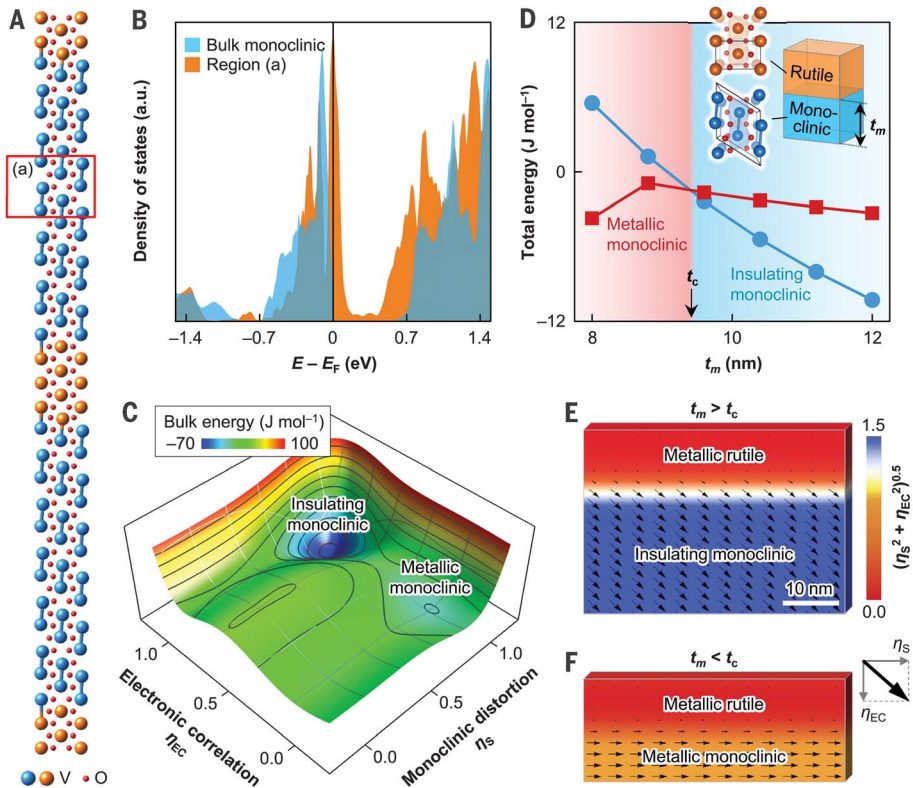 A
(a)
V
O
B
Bulk monoclinic
Region (a)
Density of states (a.u.)
−1.4
−0.7
0
0.7
1.4
E – EF (eV)
C
Bulk energy (J mol−1)
−70
100
Insulating
monoclinic
Metallic
monoclinic
1.0
0.5
0.0
Electronic correlation
ηEC
1.0
0.5
0.0
Monoclinic distortion
ηS
D
12
0
−12
Total energy (J mol−1)
Rutile
Mono-
clinic
tm
Metallic
monoclinic
tc
Insulating
monoclinic
8
10
12
tm (nm)
E
tm > tc
Metallic rutile
Insulating monoclinic
10 nm
1.5
0.0
(ηS2 + ηEC2)0.5
F
tm < tc
Metallic rutile
Metallic monoclinic
ηS
ηEC